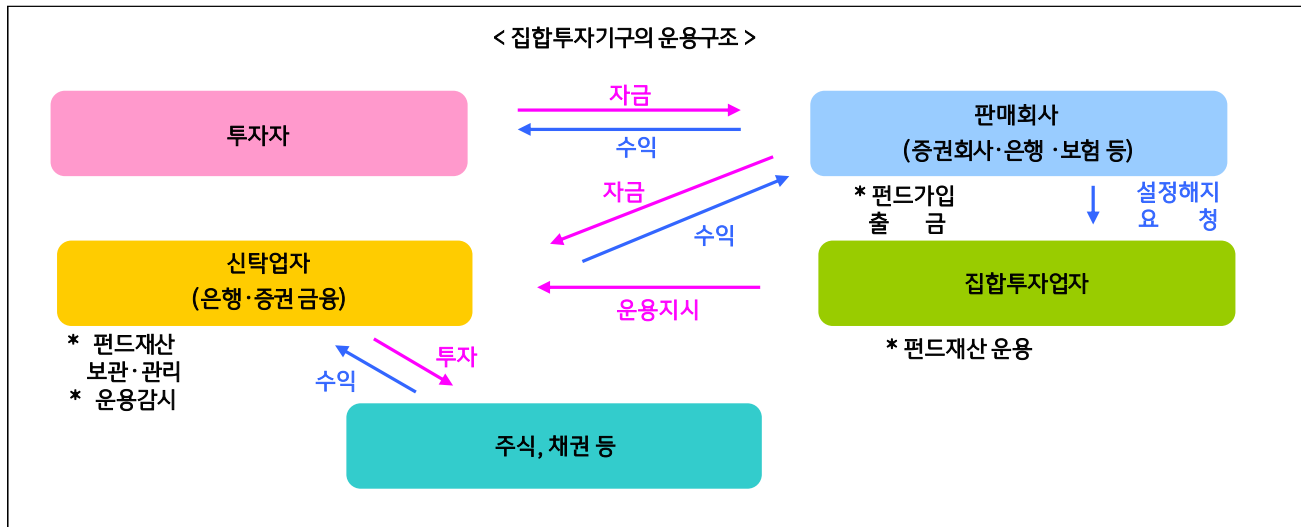 < 집합투자기구의 운용구조 >
자금
투자자
수익
판매회사
(증권회사·은행 ·보험 등)
자금
수익
* 펀드가입
출 금
설정해지
요 청
신탁업자
(은행·증권 금융)
운용지시
집합투자업자
* 펀드재산
보관·관리
* 운용감시
* 펀드재산 운용
투자
수익
주식, 채권 등